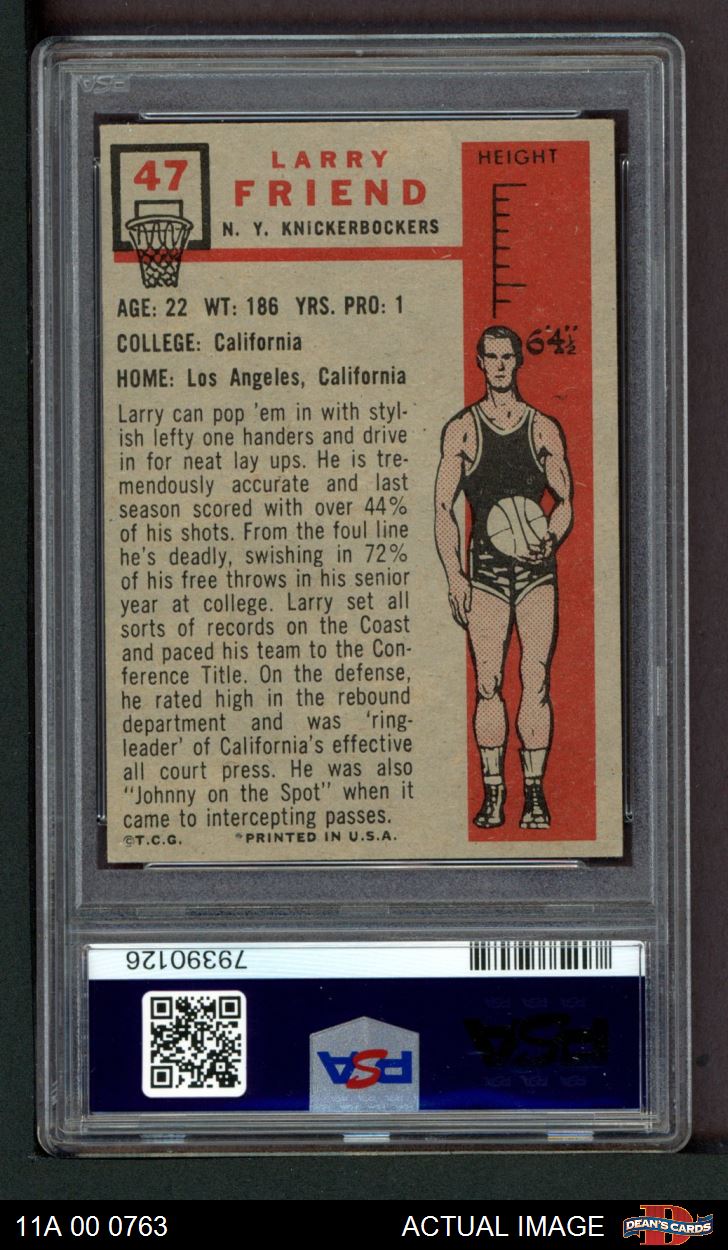 47
LARRY
FRIEND
N. Y. KNiCKERBOCKERS
HEIGHT
6'4½"
AGE: 22 WT: 186 YRS. PRO: 1
COLLEGE: California
HOME: Los Angeles, California
Larry can pop 'em in with styl-
ish lefty one handers and drive
in for neat lay ups. He is tre-
mendously accurate and last
season scored with over 44%
of his shots. From the foul line
he's deadly, swishing in 72%
of his free throws in his senior
year at college. Larry set all
sorts of records on the Coast
and paced his team to the Con-
ference Title. On the defense,
he rated high in the rebound
department and was 'ring-
leader' of California's effective
all court press. He was also
"Johnny on the Spot" when it
came to intercepting passes.
©T.C.G. *PRINTED IN U.S.A.
79390126
PSA
PSA
11A 00 0763
ACTUAL IMAGE
DEAN'S CARDS